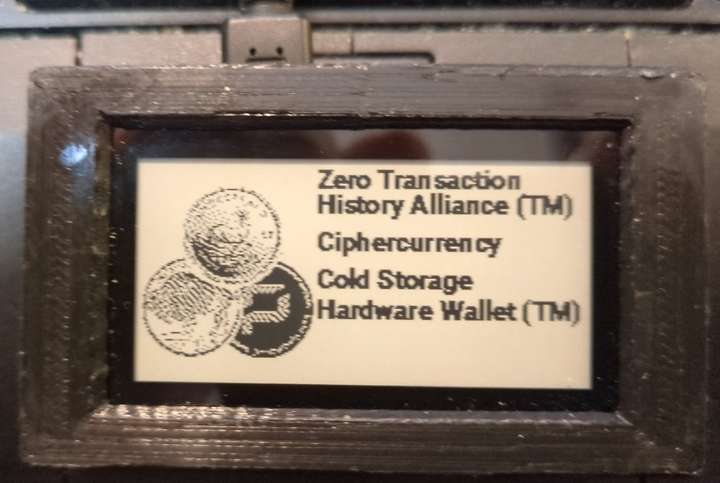 Zero Transaction
History Alliance (TM)
Ciphercurrency
Cold Storage
Hardware Wallet (TM)